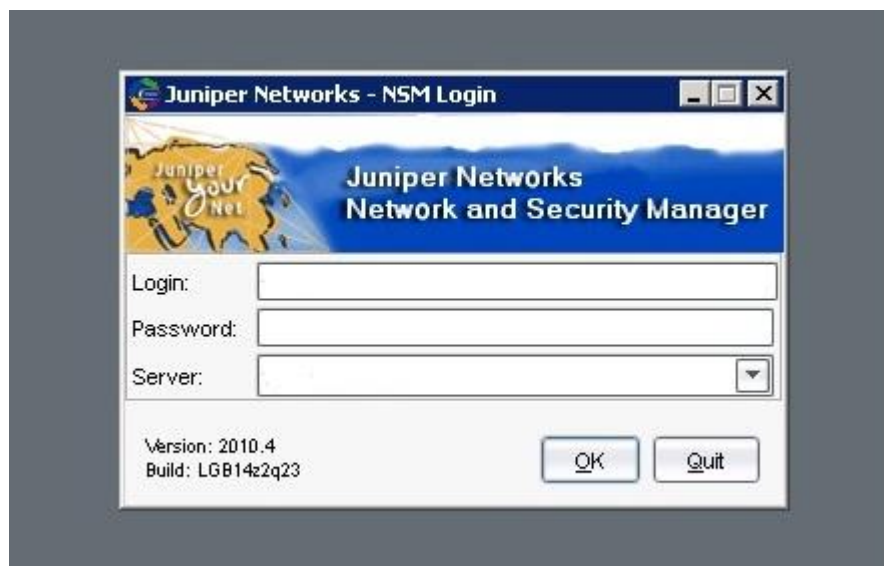 Juniper Networks - NSM Login
Juniper
your
Net
Juniper Networks
Network and Security Manager
Login:
Password:
Server:
Version: 2010.4
Build: LGB14z2q23
OK
Quit